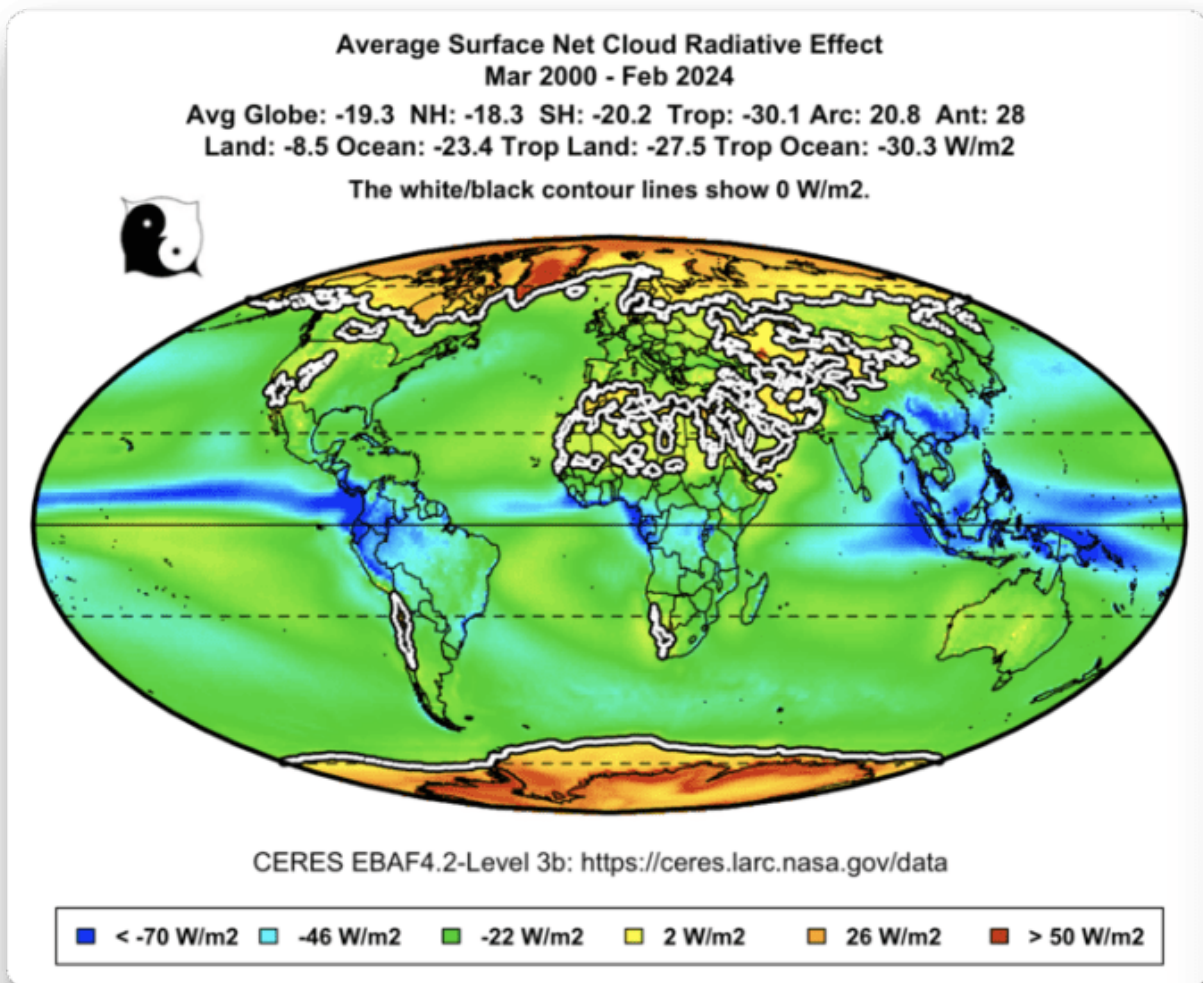 Average Surface Net Cloud Radiative Effect
Mar 2000 - Feb 2024
Avg Globe: -19.3 NH: -18.3 SH: -20.2 Trop: -30.1 Arc: 20.8 Ant: 28
Land: -8.5 Ocean: -23.4 Trop Land: -27.5 Trop Ocean: -30.3 W/m2
The white/black contour lines show 0 W/m2.
CERES EBAF4.2-Level 3b: https://ceres.larc.nasa.gov/data
< -70 W/m2 -46 W/m2 -22 W/m2 2 W/m2 26 W/m2 > 50 W/m2